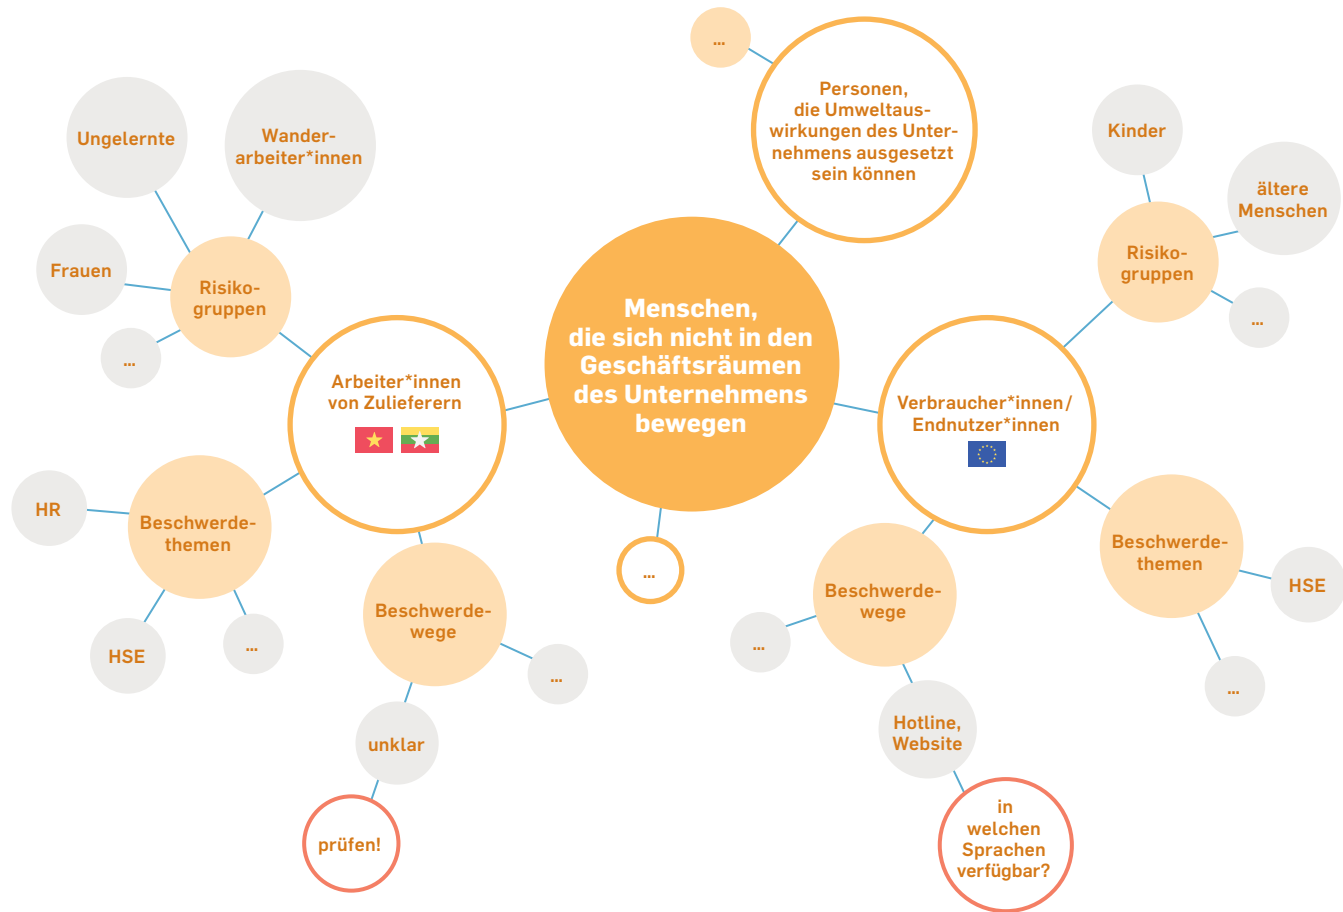 ...
Personen,
die Umweltaus-
wirkungen des Unter-
nehmens ausgesetzt
sein können
Ungelernte
Wander-
arbeiter*innen
Frauen
Risiko-
gruppen
...
Kinder
ältere
Menschen
Risiko-
gruppen
...
Menschen,
die sich nicht in den
Geschäftsräumen
des Unternehmens
bewegen
Arbeiter*innen
von Zulieferern
Verbraucher*innen/
Endnutzer*innen
HR
Beschwerde-
themen
HSE
...
Beschwerde-
wege
...
unklar
prüfen!
...
Beschwerde-
wege
...
Hotline,
Website
in
welchen
Sprachen
verfügbar?
Beschwerde-
themen
HSE
...